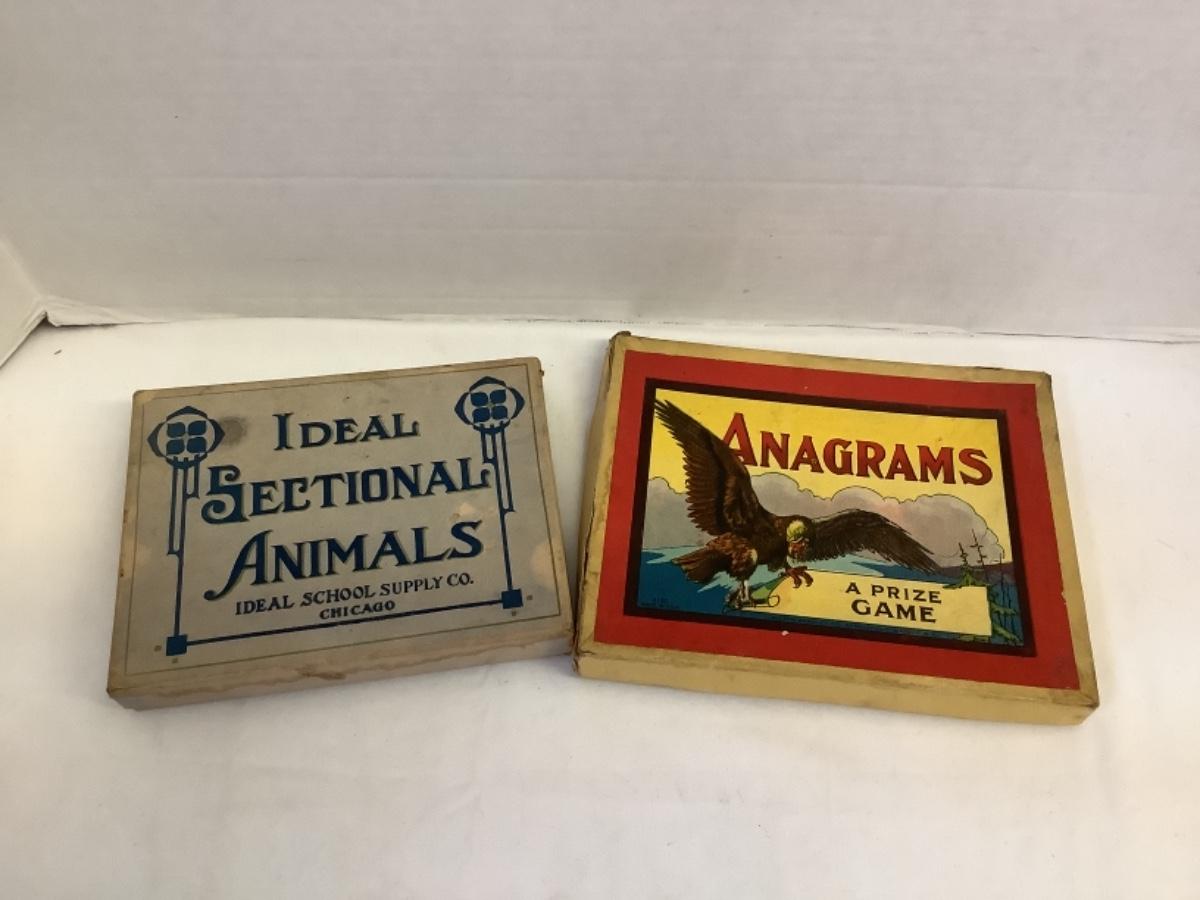 IDEAL
SECTIONAL
ANIMALS
IDEAL SCHOOL SUPPLY CO.
CHICAGO
ANAGRAMS
A PRIZE
GAME